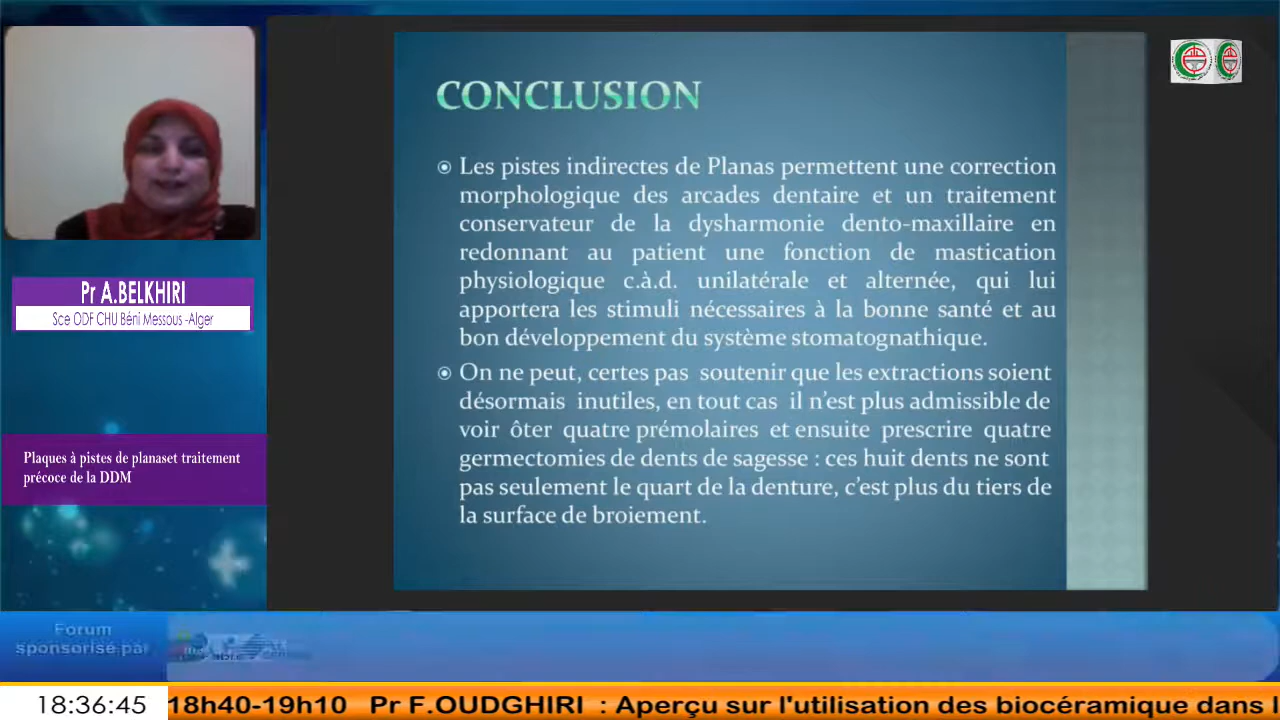 CONCLUSION
Les pistes indirectes de Planas permettent une correction
morphologique des arcades dentaire et un traitement
conservateur de la dysharmonie dento-maxillaire en
redonnant au patient une fonction de mastication
physiologique c.à.d. unilatérale et alternée, qui lui
apportera les stimuli nécessaires à la bonne santé et au
bon développement du système stomatognathique.
On ne peut, certes pas soutenir que les extractions soient
désormais inutiles, en tout cas il n'est plus admissible de
voir ôter quatre prémolaires et ensuite prescrire quatre
germectomies de dents de sagesse : ces huit dents ne sont
pas seulement le quart de la denture, c'est plus du tiers de
la surface de broiement.
Pr A.BELKHIRI
Sce ODF CHU Béni Messous -Alger
Plaques à pistes de planaset traitement
précoce de la DDM
Forum
sponsorisé par
18:36:45
18h40-19h10 Pr F.OUDGHIRI : Aperçu sur l'utilisation des biocéramique dans l